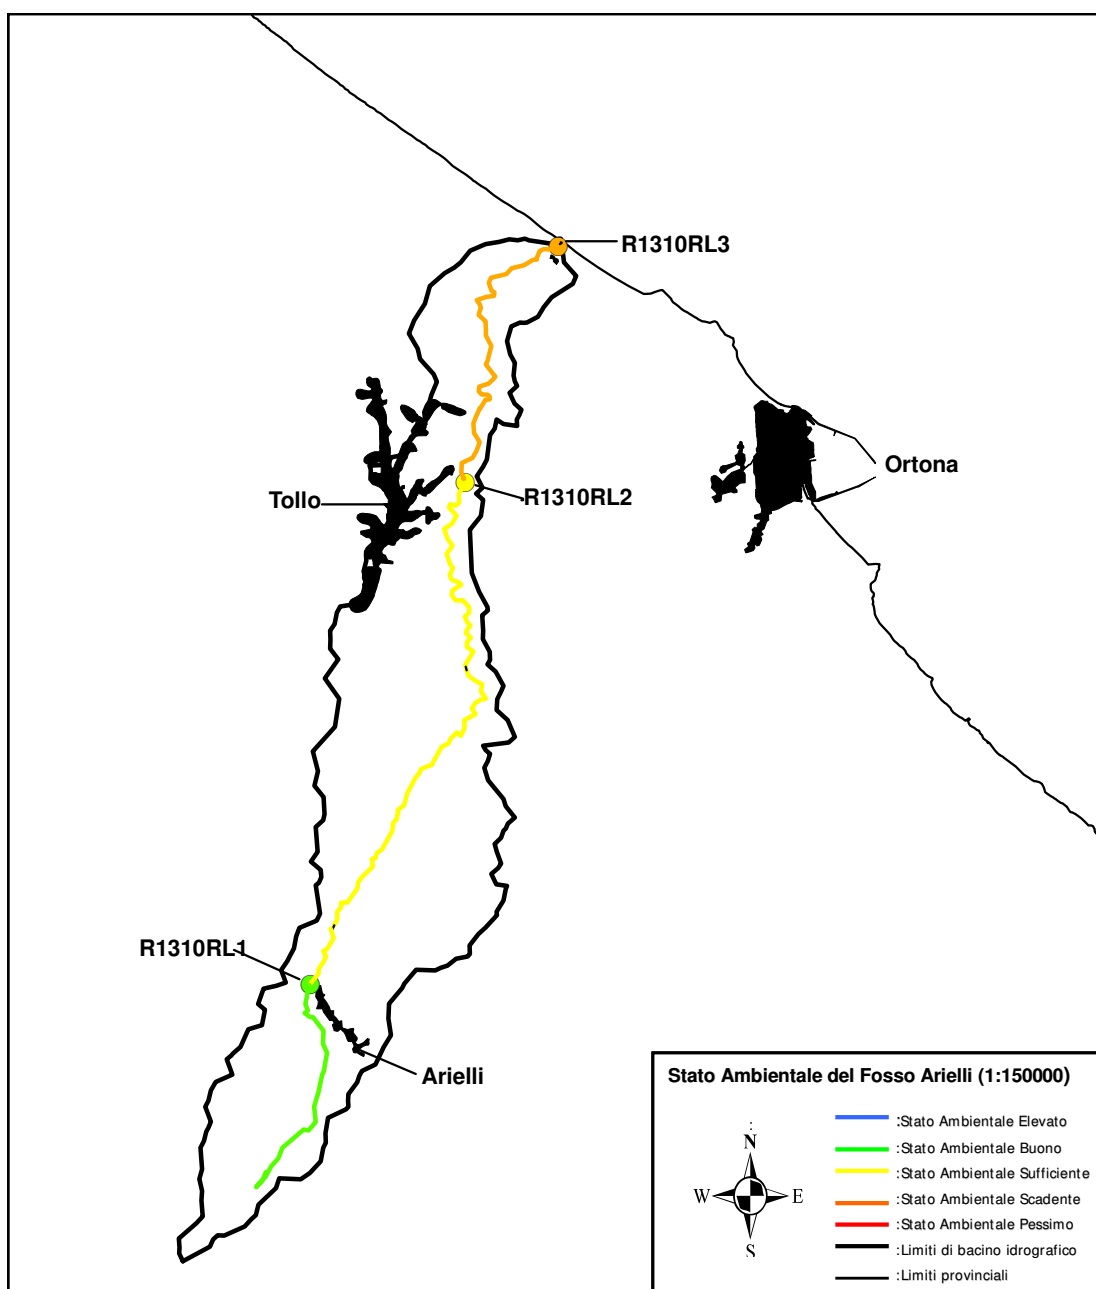 R1310RL3
Ortona
Tollo
R1310RL2
R1310RL1
Arielli
Stato Ambientale del Fosso Arielli (1:150000)
:
N
W
E
S
:Stato Ambientale Elevato
:Stato Ambientale Buono
:Stato Ambientale Sufficiente
:Stato Ambientale Scadente
:Stato Ambientale Pessimo
:Limiti di bacino idrografico
:Limiti provinciali